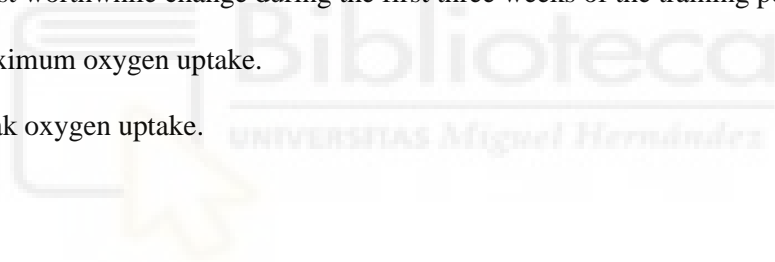 st worthwhile change during the first three weeks of the training p
ximum oxygen uptake.
ak oxygen uptake.
Biblioteca
UNIVERSITAS Miguel Hernández